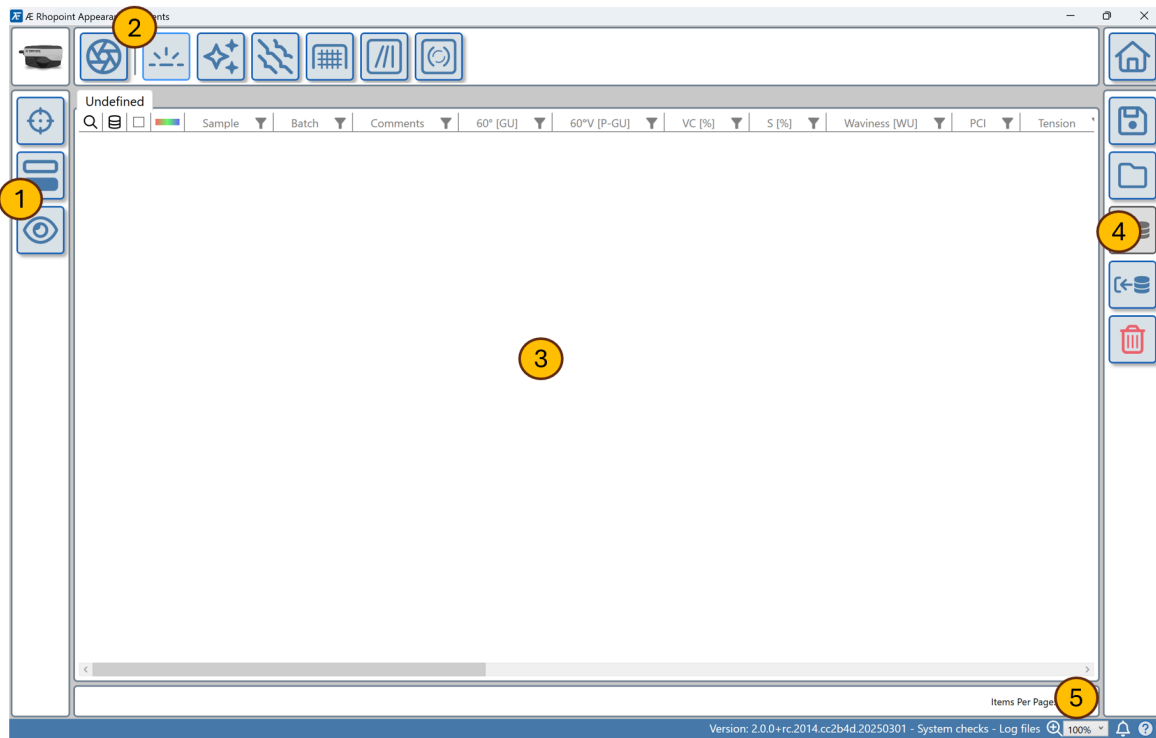 Æ Rhopoint Appearan ents
2
Undefined
Sample Batch Comments 60° [GU] 60°V [P-GU] VC [%] S [%] Waviness [WU] PCI Tension
1
4
3
Items Per Page:
5
Version: 2.0.0+rc.2014.cc2b4d.20250301 - System checks - Log files 100%